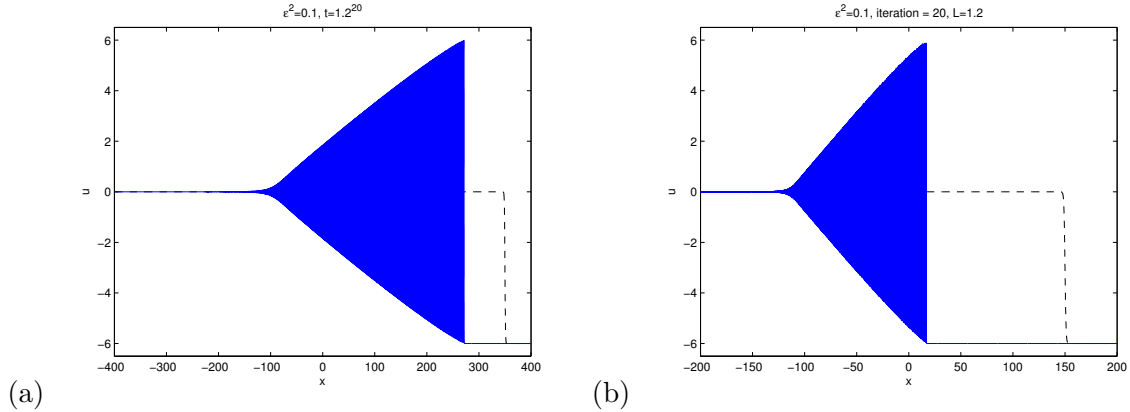 ε²=0.1, t=1.2²⁰
6
4
2
0
−2
−4
−6
u
−400 −300 −200 −100 0 100 200 300 400
x
(a)
ε²=0.1, iteration = 20, L=1.2
6
4
2
0
−2
−4
−6
u
−200 −150 −100 −50 0 50 100 150 200
x
(b)